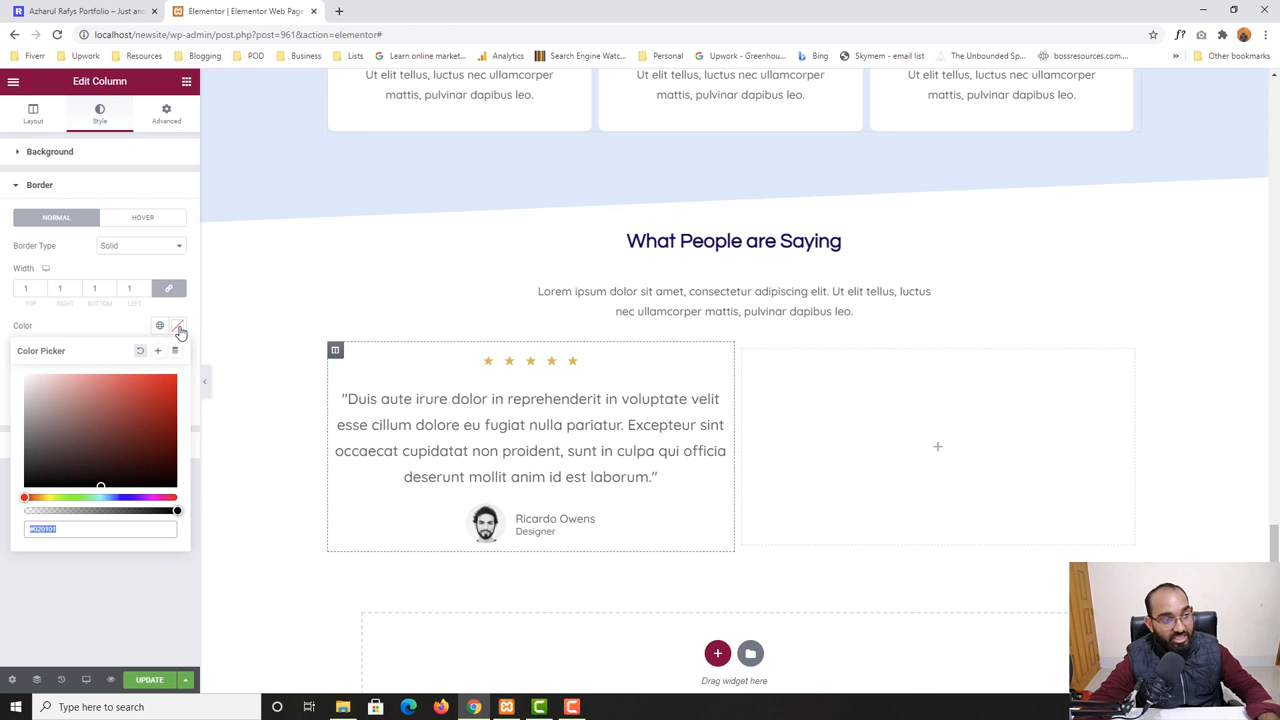 Azharul Rafys Portfolio – Just an
Elementor | Elementor Web Page
localhost/newsite/wp-admin/post.php?post=961&action=elementor#
Fiverr
Upwork
Resources
Blogging
POD
Business
Lists
Learn online market...
Analytics
Search Engine Watc...
Personal
Upwork - Greenhou...
Bing
Skymem - email list
The Unbounded Sp...
bossresources.com...
»
Other bookmarks
Edit Column
Layout
Style
Advanced
Background
Border
NORMAL
HOVER
Border Type
Solid
Width
1
1
1
1
TOP
RIGHT
BOTTOM
LEFT
Color
Color Picker
#020101
UPDATE
Ut elit tellus, luctus nec ullamcorper
mattis, pulvinar dapibus leo.
Ut elit tellus, luctus nec ullamcorper
mattis, pulvinar dapibus leo.
Ut elit tellus, luctus nec ullamcorper
mattis, pulvinar dapibus leo.
What People are Saying
Lorem ipsum dolor sit amet, consectetur adipiscing elit. Ut elit tellus, luctus
nec ullamcorper mattis, pulvinar dapibus leo.
"Duis aute irure dolor in reprehenderit in voluptate velit
esse cillum dolore eu fugiat nulla pariatur. Excepteur sint
occaecat cupidatat non proident, sunt in culpa qui officia
deserunt mollit anim id est laborum."
Ricardo Owens
Designer
Drag widget here
Type here to search